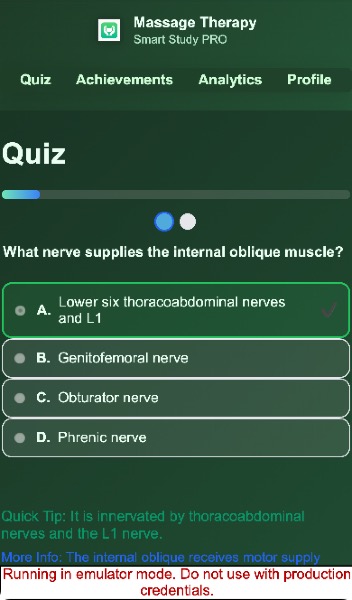 Massage Therapy
Smart Study PRO
Quiz Achievements Analytics Profile
Quiz
What nerve supplies the internal oblique muscle?
A. Lower six thoracoabdominal nerves
and L1
B. Genitofemoral nerve
C. Obturator nerve
D. Phrenic nerve
Quick Tip: It is innervated by thoracoabdominal
nerves and the L1 nerve.
More Info: The internal oblique receives motor supply
Running in emulator mode. Do not use with production
credentials.